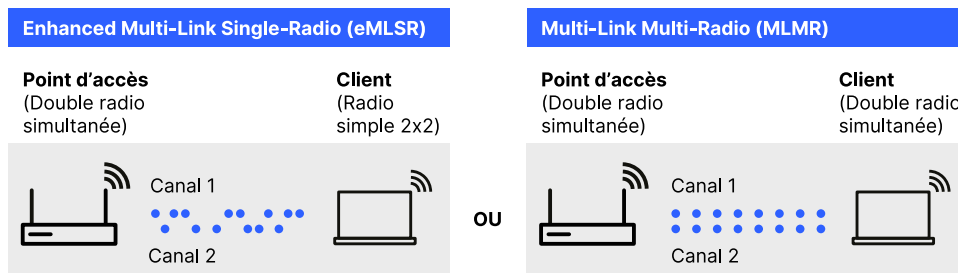 Enhanced Multi-Link Single-Radio (eMLSR)
Point d’accès
(Double radio
simultanée)
Client
(Radio
simple 2x2)
Canal 1
Canal 2
OU
Multi-Link Multi-Radio (MLMR)
Point d’accès
(Double radio
simultanée)
Client
(Double radio
simultanée)
Canal 1
Canal 2